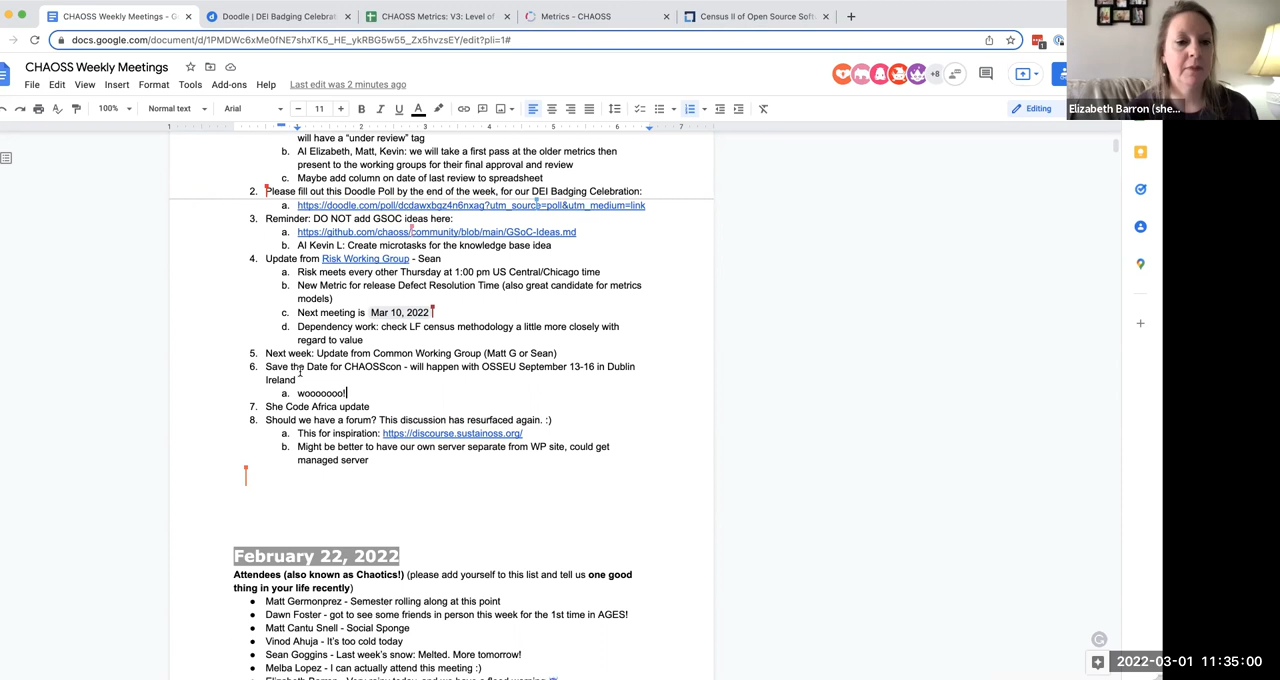 CHAOSS Weekly Meetings - G
Doodle | DEI Badging Celebrat
CHAOSS Metrics: V3: Level of
Metrics - CHAOSS
Census II of Open Source Soft
docs.google.com/document/d/1PMDWc6xMe0fNE7shxTK5_HE_ykRBG5w55_Zx5hvzsEY/edit?pli=1#
CHAOSS Weekly Meetings
+8
File Edit View Insert Format Tools Add-ons Help Last edit was 2 minutes ago
100% Normal text Arial 11 B I U A Editing
Elizabeth Barron (she...
1 2 3 4 5 6 7
will have a "under review" tag
b. AI Elizabeth, Matt, Kevin: we will take a first pass at the older metrics then
present to the working groups for their final approval and review
c. Maybe add column on date of last review to spreadsheet
2. Please fill out this Doodle Poll by the end of the week, for our DEI Badging Celebration:
a. https://doodle.com/poll/dcdawxbgz4n6nxag?utm_source=poll&utm_medium=link
3. Reminder: DO NOT add GSOC ideas here:
a. https://github.com/chaoss/community/blob/main/GSoC-Ideas.md
b. AI Kevin L: Create microtasks for the knowledge base idea
4. Update from Risk Working Group - Sean
a. Risk meets every other Thursday at 1:00 pm US Central/Chicago time
b. New Metric for release Defect Resolution Time (also great candidate for metrics
models)
c. Next meeting is Mar 10, 2022
d. Dependency work: check LF census methodology a little more closely with
regard to value
5. Next week: Update from Common Working Group (Matt G or Sean)
6. Save the Date for CHAOSScon - will happen with OSSEU September 13-16 in Dublin
Ireland
a. wooooooo!
7. She Code Africa update
8. Should we have a forum? This discussion has resurfaced again. :)
a. This for inspiration: https://discourse.sustainoss.org/
b. Might be better to have our own server separate from WP site, could get
managed server
February 22, 2022
Attendees (also known as Chaotics!) (please add yourself to this list and tell us one good
thing in your life recently)
● Matt Germonprez - Semester rolling along at this point
● Dawn Foster - got to see some friends in person this week for the 1st time in AGES!
● Matt Cantu Snell - Social Sponge
● Vinod Ahuja - It's too cold today
● Sean Goggins - Last week's snow: Melted. More tomorrow!
● Melba Lopez - I can actually attend this meeting :)
2022-03-01 11:35:00